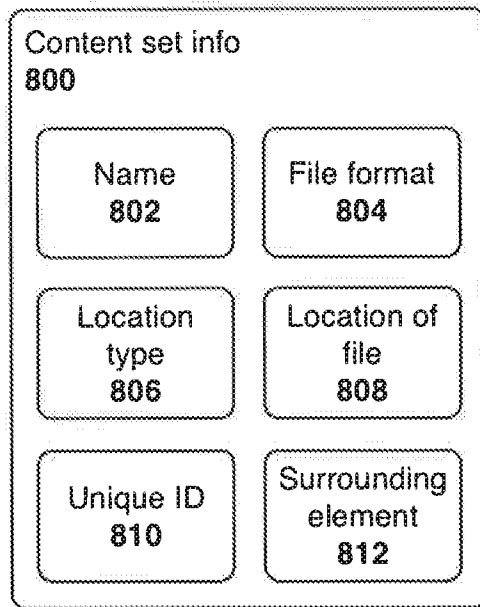 Content set info
800
Name
802
File format
804
Location
type
806
Location of
file
808
Unique ID
810
Surrounding
element
812